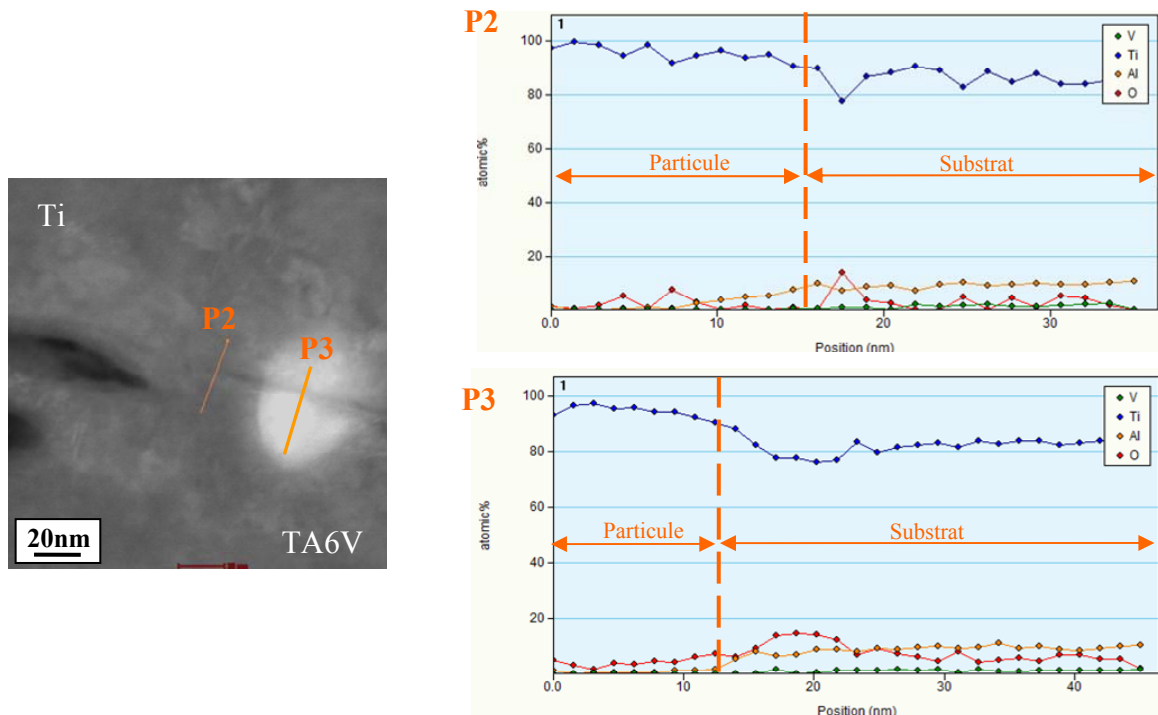 Ti
P2
P3
20nm
TA6V
P2
1
V
Ti
Al
O
100
80
60
40
20
atomic%
Particule
Substrat
0.0
10
20
30
Position (nm)
P3
1
V
Ti
Al
O
100
80
60
40
20
atomic%
Particule
Substrat
0.0
10
20
30
40
Position (nm)